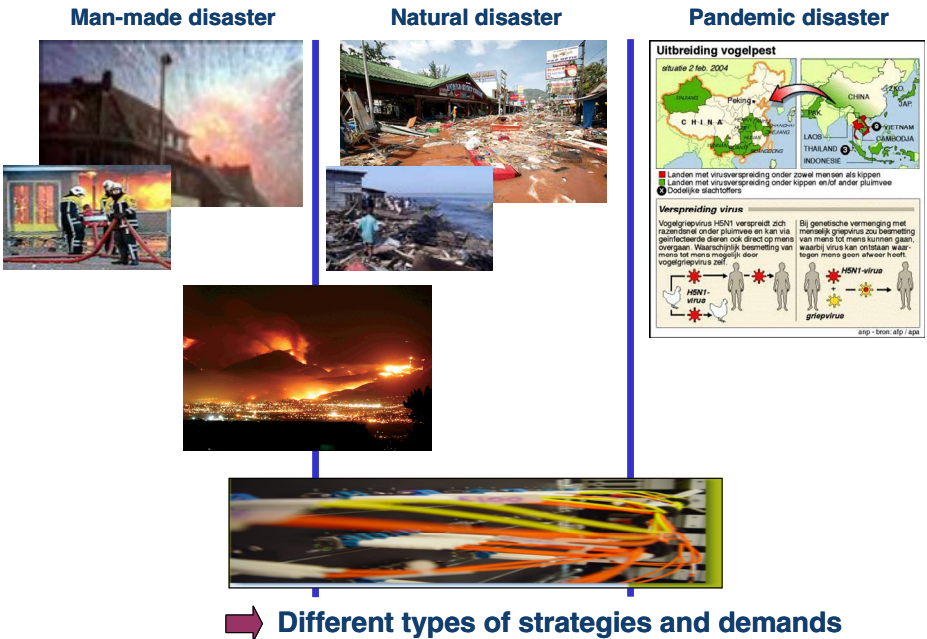 Man-made disaster
Natural disaster
Pandemic disaster
Uitbreiding vogelpest
situatie 2 feb. 2004
Peking
CHINA
CHINA
PAK.
Z.KO.
JAP.
LAOS
VIETNAM
THAILAND
CAMBODJA
INDONESIE
9
3
Landen met virusverspreiding onder zowel mensen als kippen
Landen met virusverspreiding onder kippen en/of ander pluimvee
X Dodelijke slachtoffers
Verspreiding virus
Vogelgriepvirus H5N1 verspreidt zich
razendsnel onder pluimvee en kan via
geïnfecteerde dieren ook direct op mens
overgaan. Waarschijnlijk besmetting van
mens tot mens mogelijk door
vogelgriepvirus zelf.
H5N1-
virus
Bij genetische vermenging met
menselijk griepvirus zou besmetting
van mens tot mens kunnen gaan,
waarbij virus kan ontstaan waar-
tegen mens geen afweer heeft.
H5N1-virus
+
griepvirus
anp - bron: afp / apa
Different types of strategies and demands